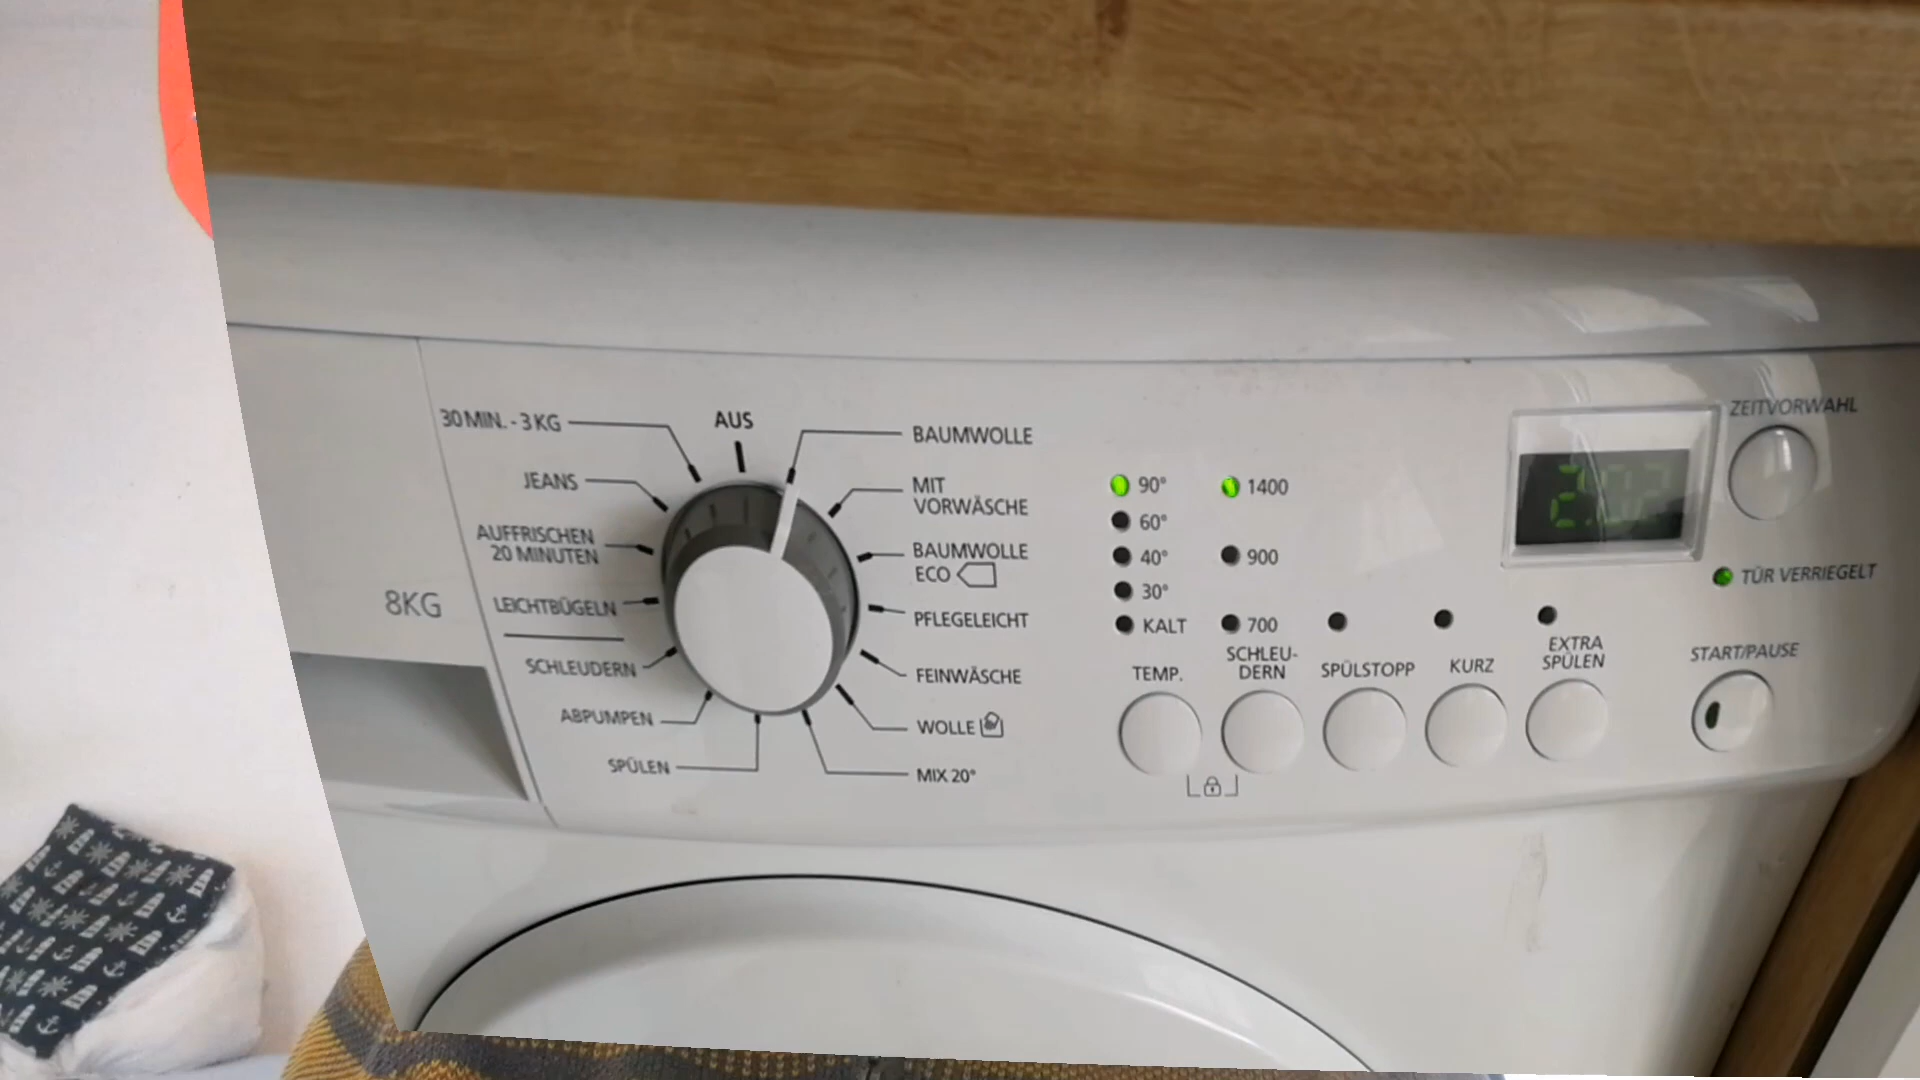 30 MIN. - 3 KG
JEANS
AUFFRISCHEN
20 MINUTEN
LEICHTBÜGELN
SCHLEUDERN
ABPUMPEN
SPÜLEN
8KG
AUS
BAUMWOLLE
MIT
VORWÄSCHE
BAUMWOLLE
ECO
PFLEGELEICHT
FEINWÄSCHE
WOLLE
MIX 20°
90°
60°
40°
30°
KALT
TEMP.
1400
900
700
SCHLEU-
DERN
SPÜLSTOPP
KURZ
EXTRA
SPÜLEN
ZEITVORWAHL
TÜR VERRIEGELT
START/PAUSE